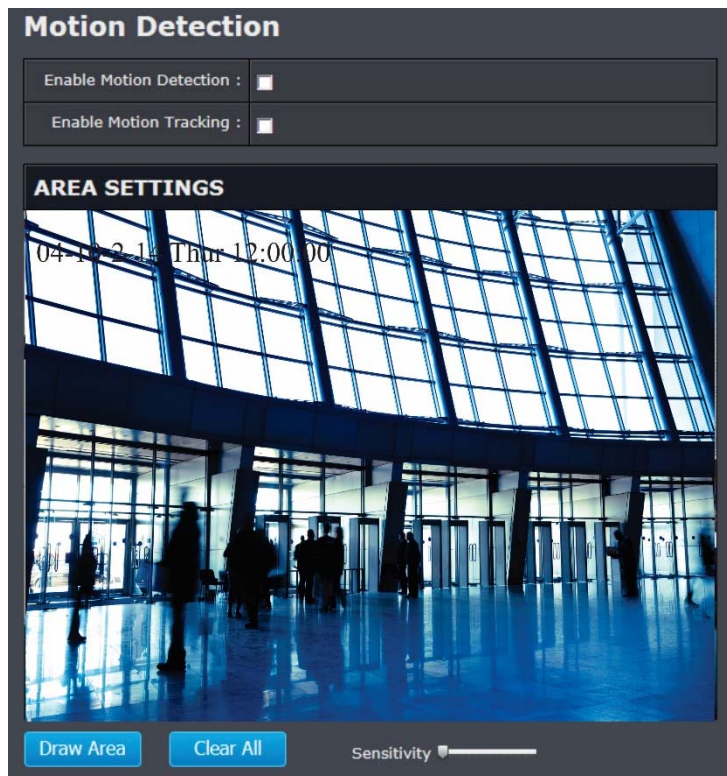 Motion Detection
Enable Motion Detection :
Enable Motion Tracking :
AREA SETTINGS
Thur 12:00:00
Draw Area Clear All Sensitivity